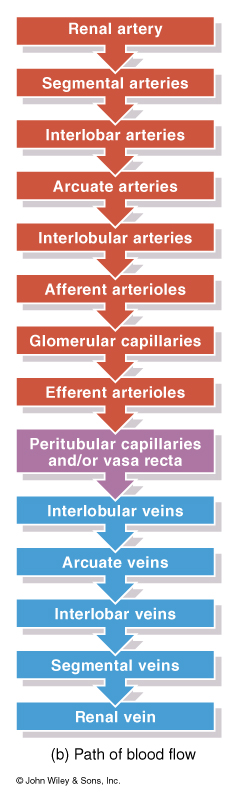 Renal artery
Segmental arteries
Interlobar arteries
Arcuate arteries
Interlobular arteries
Afferent arterioles
Glomerular capillaries
Efferent arterioles
Peritubular capillaries
and/or vasa recta
Interlobular veins
Arcuate veins
Interlobar veins
Segmental veins
Renal vein
(b) Path of blood flow
© John Wiley & Sons, Inc.